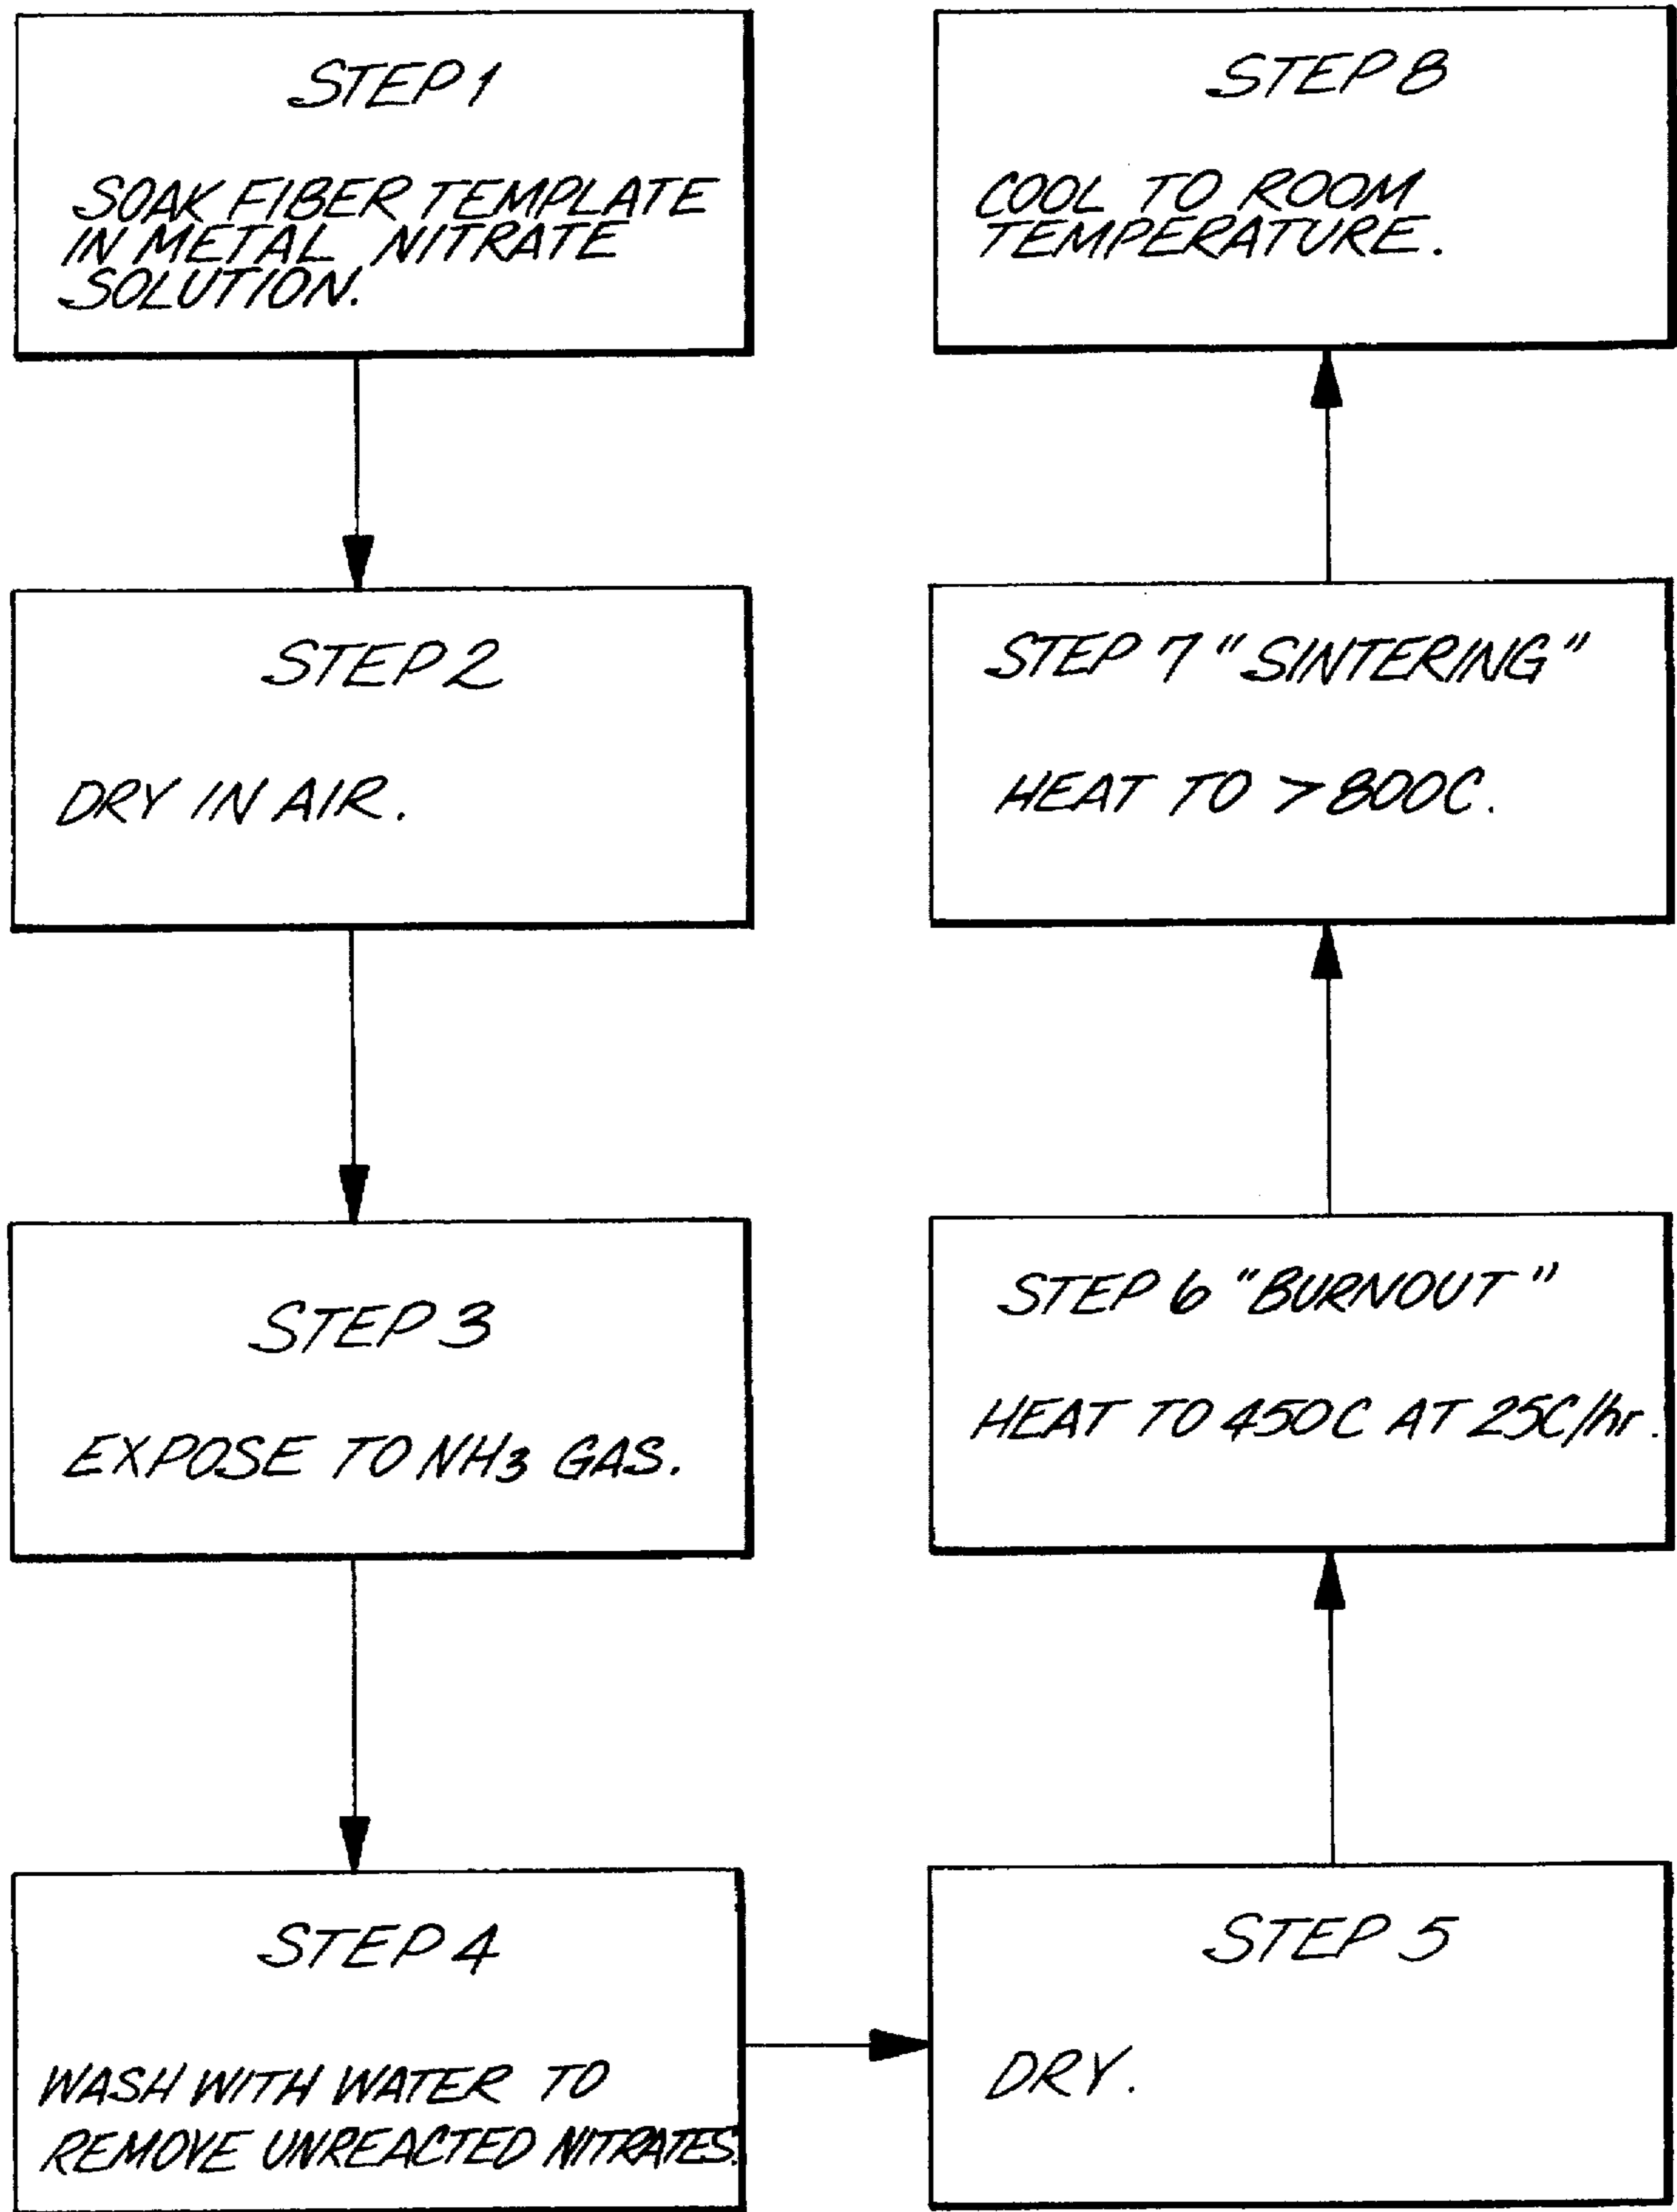 STEP 1
SOAK FIBER TEMPLATE
IN METAL NITRATE
SOLUTION.
STEP 2
DRY IN AIR.
STEP 3
EXPOSE TO NH3 GAS.
STEP 4
WASH WITH WATER TO
REMOVE UNREACTED NITRATES.
STEP 5
DRY.
STEP 6 "BURNOUT"
HEAT TO 450C AT 25C/hr.
STEP 7 "SINTERING"
HEAT TO >800C.
STEP 8
COOL TO ROOM
TEMPERATURE.